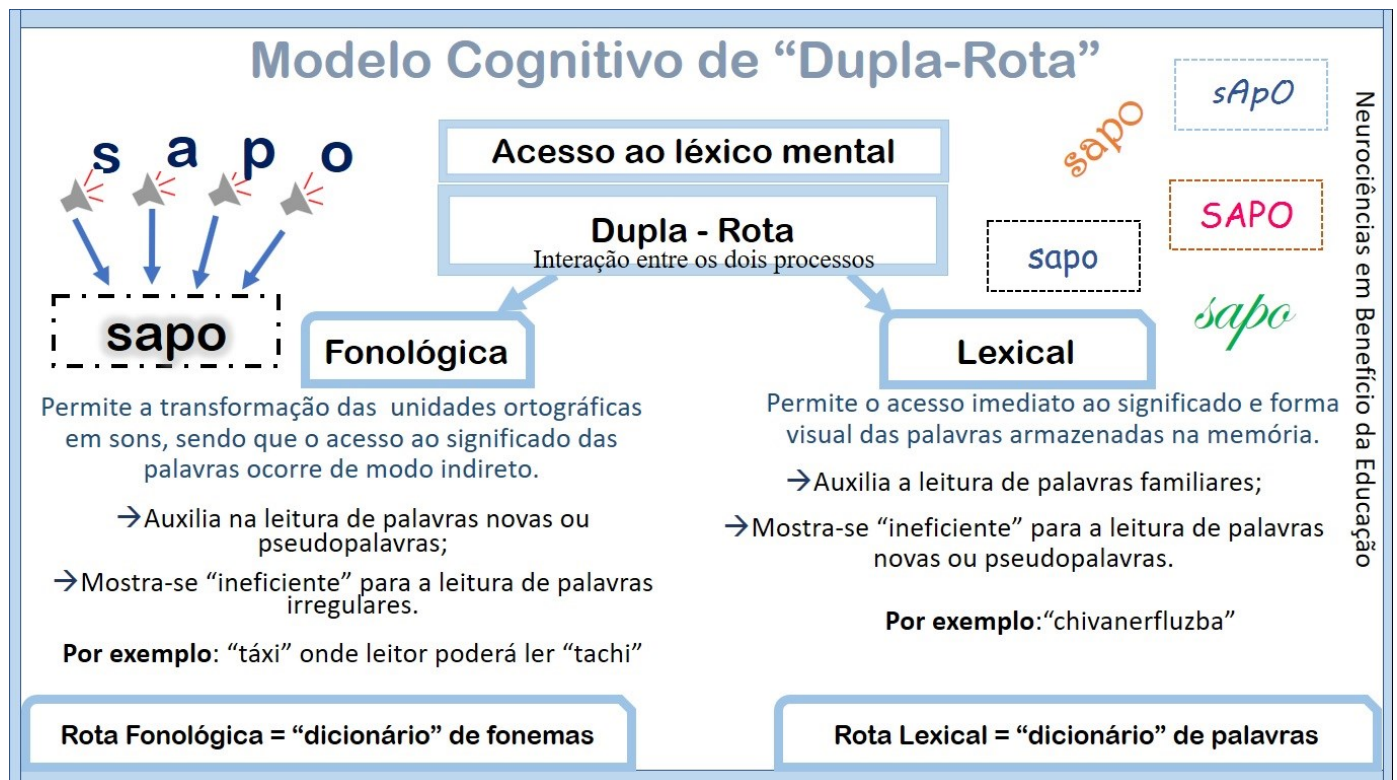 Modelo Cognitivo de “Dupla-Rota”
s a p o
sapo
Acesso ao léxico mental
Dupla - Rota
Interação entre os dois processos
sapo
sApO
SAPO
sapo
sapo
Fonológica
Permite a transformação das unidades ortográficas
em sons, sendo que o acesso ao significado das
palavras ocorre de modo indireto.
→Auxilia na leitura de palavras novas ou
pseudopalavras;
→Mostra-se “ineficiente” para a leitura de palavras
irregulares.
Por exemplo: “táxi” onde leitor poderá ler “tachi”
Rota Fonológica = “dicionário” de fonemas
Lexical
Permite o acesso imediato ao significado e forma
visual das palavras armazenadas na memória.
→Auxilia a leitura de palavras familiares;
→Mostra-se “ineficiente” para a leitura de palavras
novas ou pseudopalavras.
Por exemplo:“chivanerfluzba”
Rota Lexical = “dicionário” de palavras
Neurociências em Benefício da Educação